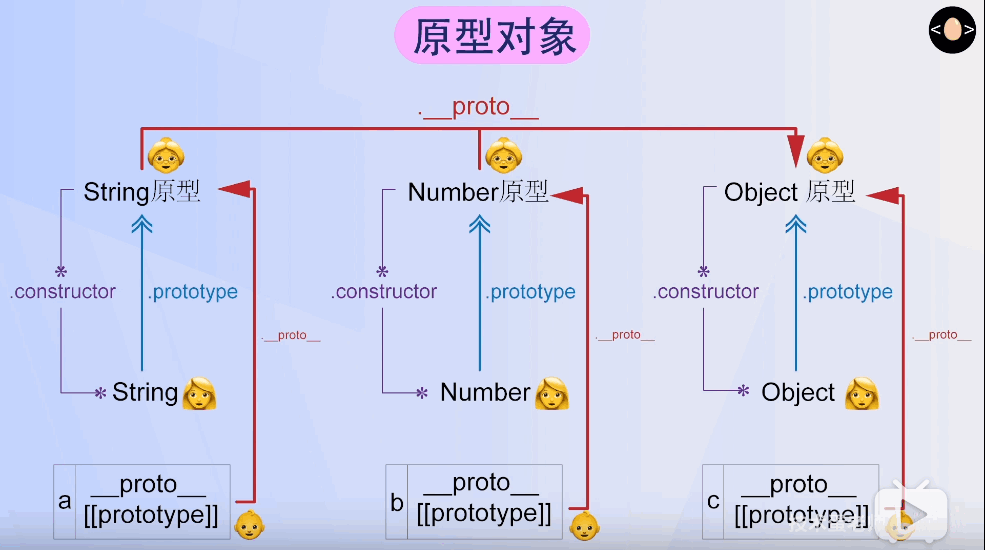 原型对象
< >
.__proto__
String原型
Number原型
Object 原型
.constructor
.prototype
.constructor
.prototype
.constructor
.prototype
.__proto__
.__proto__
.__proto__
String
Number
Object
a
__proto__
[[prototype]]
b
__proto__
[[prototype]]
c
__proto__
[[prototype]]